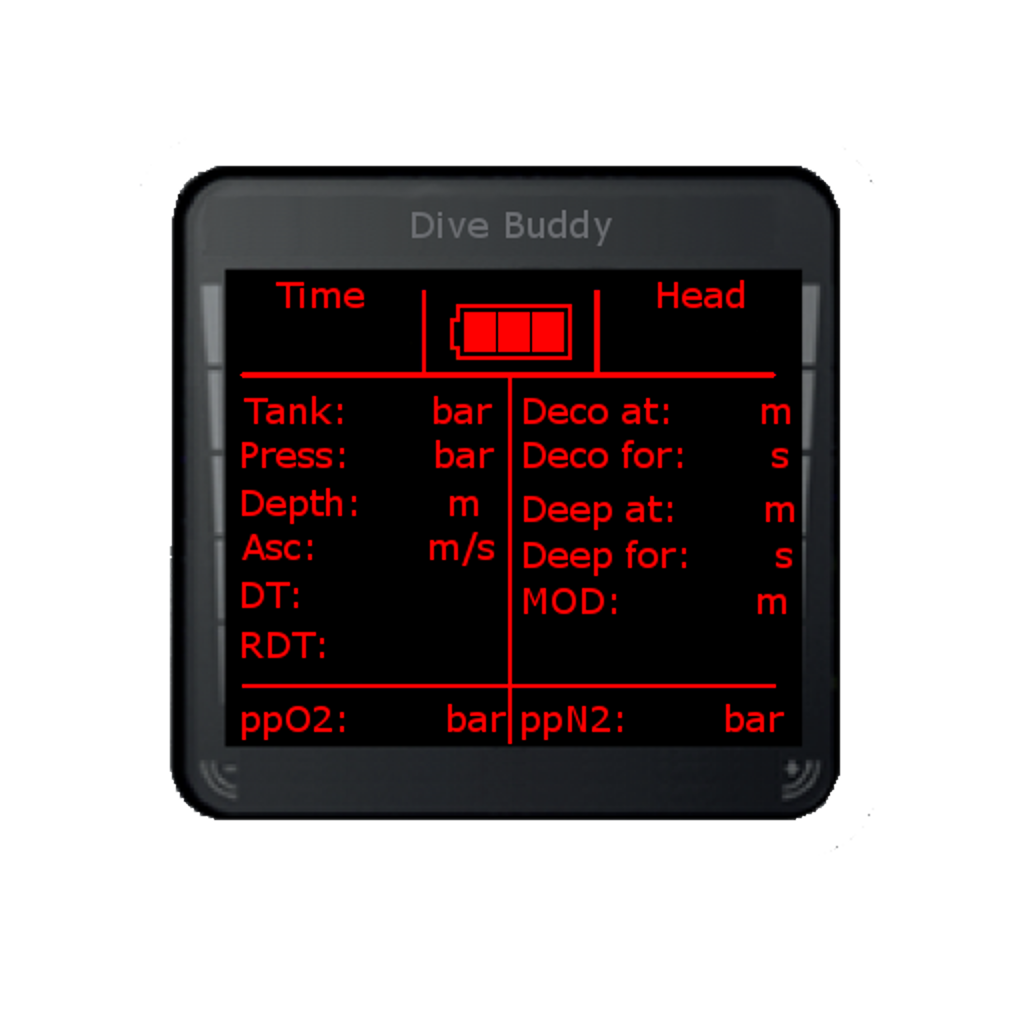 Dive Buddy
Time Head
Tank: bar
Press: bar
Depth: m
Asc: m/s
DT:
RDT:
Deco at: m
Deco for: s
Deep at: m
Deep for: s
MOD: m
ppO2: bar
ppN2: bar